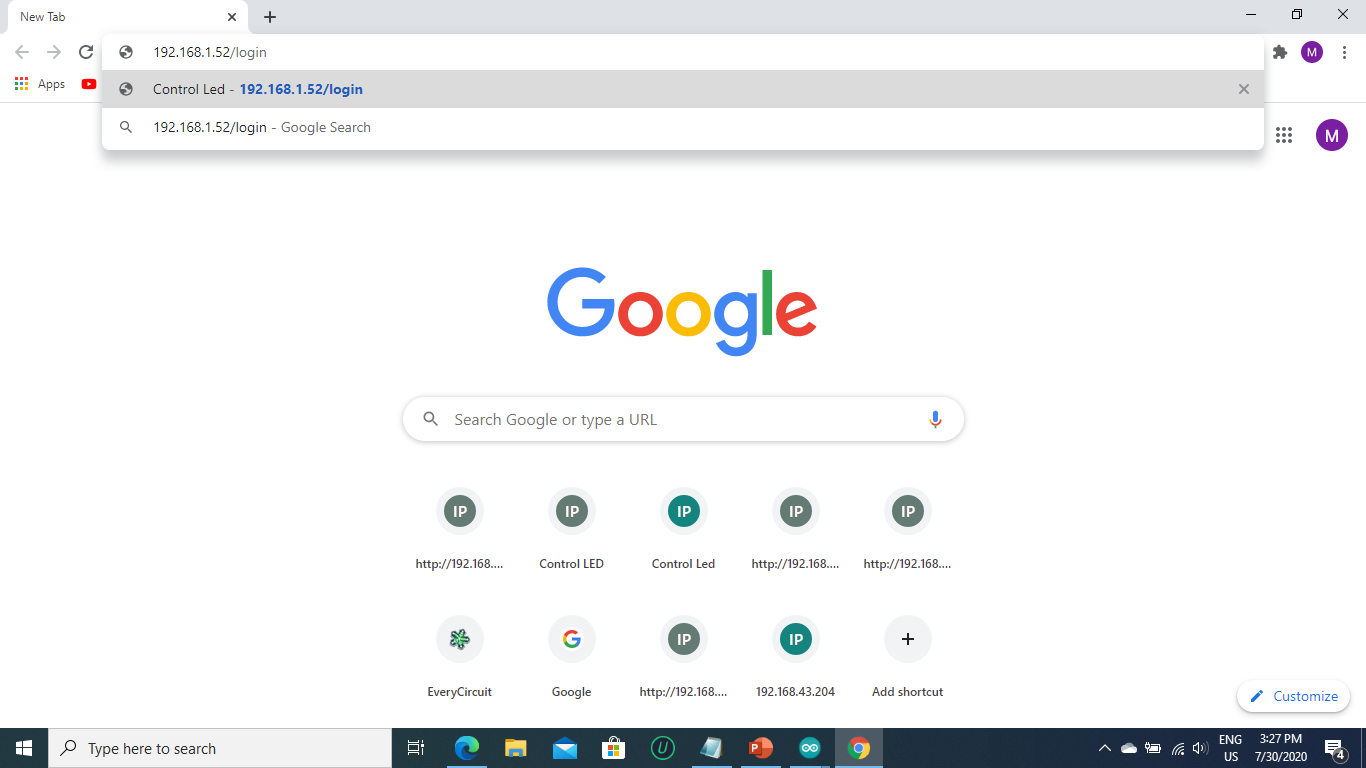 New Tab
192.168.1.52/login
Apps
Control Led - 192.168.1.52/login
192.168.1.52/login - Google Search
M
M
Google
Search Google or type a URL
IP IP IP IP IP
http://192.168.... Control LED Control Led http://192.168.... http://192.168....
G IP IP
EveryCircuit Google http://192.168.... 192.168.43.204 Add shortcut
Customize
Type here to search
U
P
ENG
US
3:27 PM
7/30/2020
4